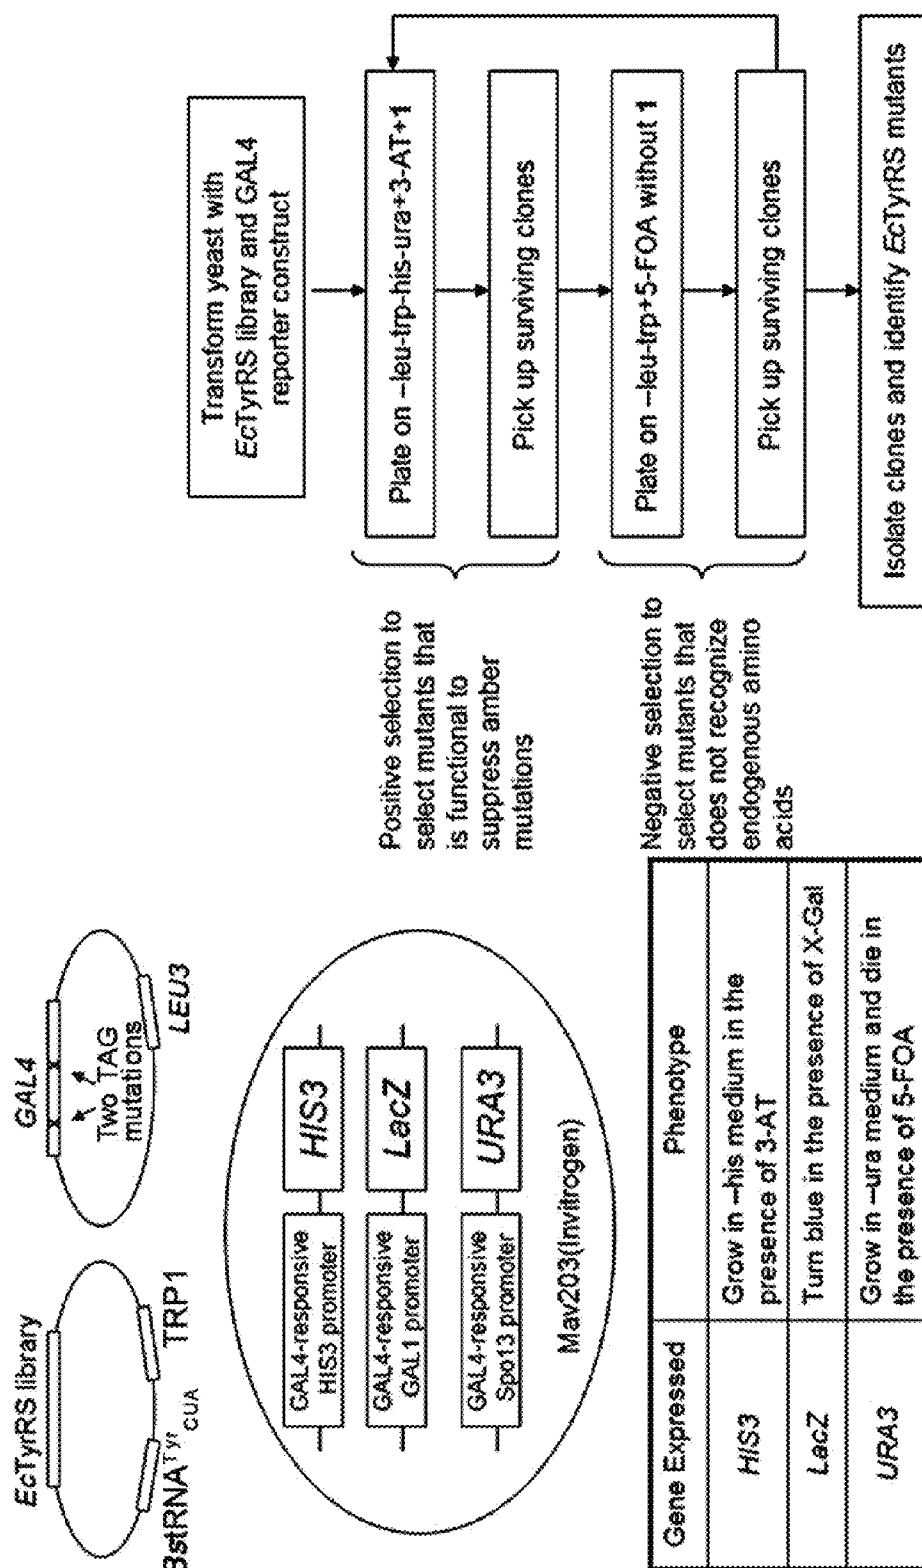 EcTyrRS library
BstRNATyrCUA
TRP1
GAL4
Two TAG
mutations
LEU3
GAL4-responsive
HIS3 promoter
HIS3
GAL4-responsive
GAL1 promoter
LacZ
GAL4-responsive
Spo13 promoter
URA3
Mav203(Invitrogen)
Gene Expressed
Phenotype
HIS3
Grow in –his medium in the
presence of 3-AT
LacZ
Turn blue in the presence of X-Gal
URA3
Grow in –ura medium and die in
the presence of 5-FOA
Transform yeast with
EcTyrRS library and GAL4
reporter construct
Plate on –leu-trp-his-ura+3-AT+1
Pick up surviving clones
Plate on –leu-trp+5-FOA without 1
Pick up surviving clones
Isolate clones and identify EcTyrRS mutants
Positive selection to
select mutants that
is functional to
suppress amber
mutations
Negative selection to
select mutants that
does not recognize
endogenous amino
acids